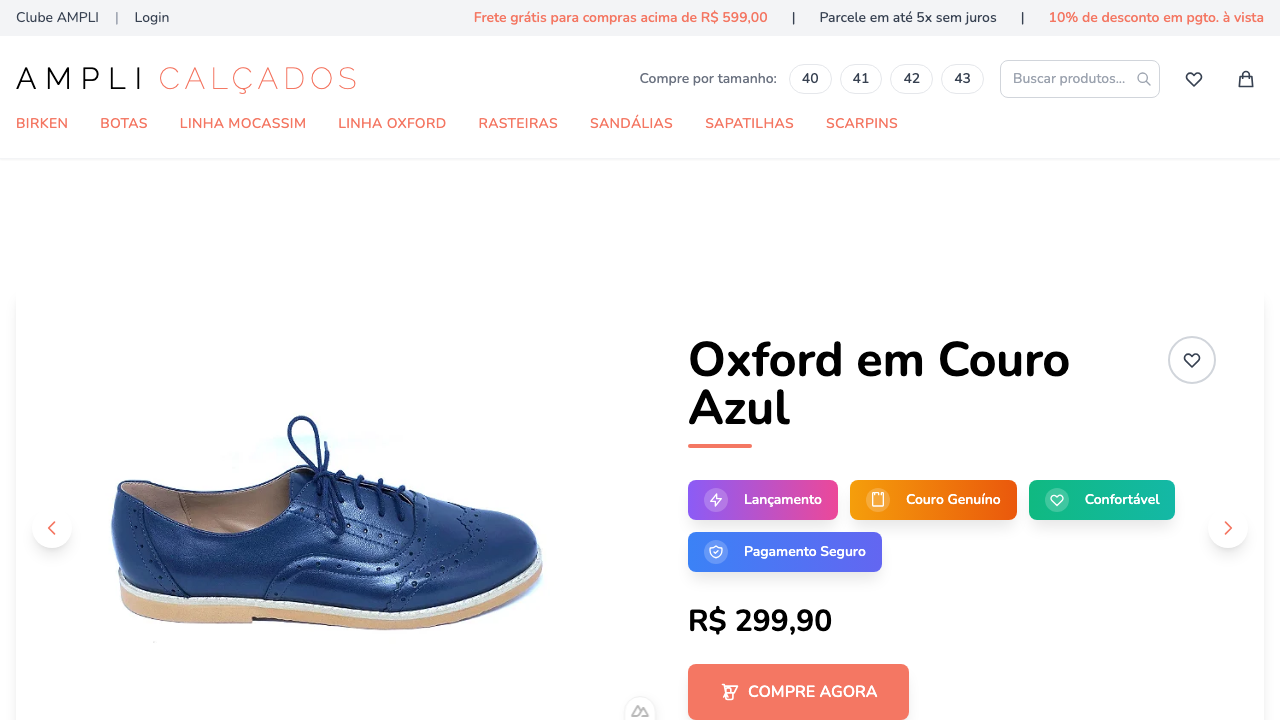 Clube AMPLI | Login
Frete grátis para compras acima de R$ 599,00 | Parcele em até 5x sem juros | 10% de desconto em pgto. à vista
AMPLI CALÇADOS
Compre por tamanho: 40 41 42 43
Buscar produtos...
BIRKEN BOTAS LINHA MOCASSIM LINHA OXFORD RASTEIRAS SANDÁLIAS SAPATILHAS SCARPINS
Oxford em Couro
Azul
Lançamento Couro Genuíno Confortável
Pagamento Seguro
R$ 299,90
COMPRE AGORA